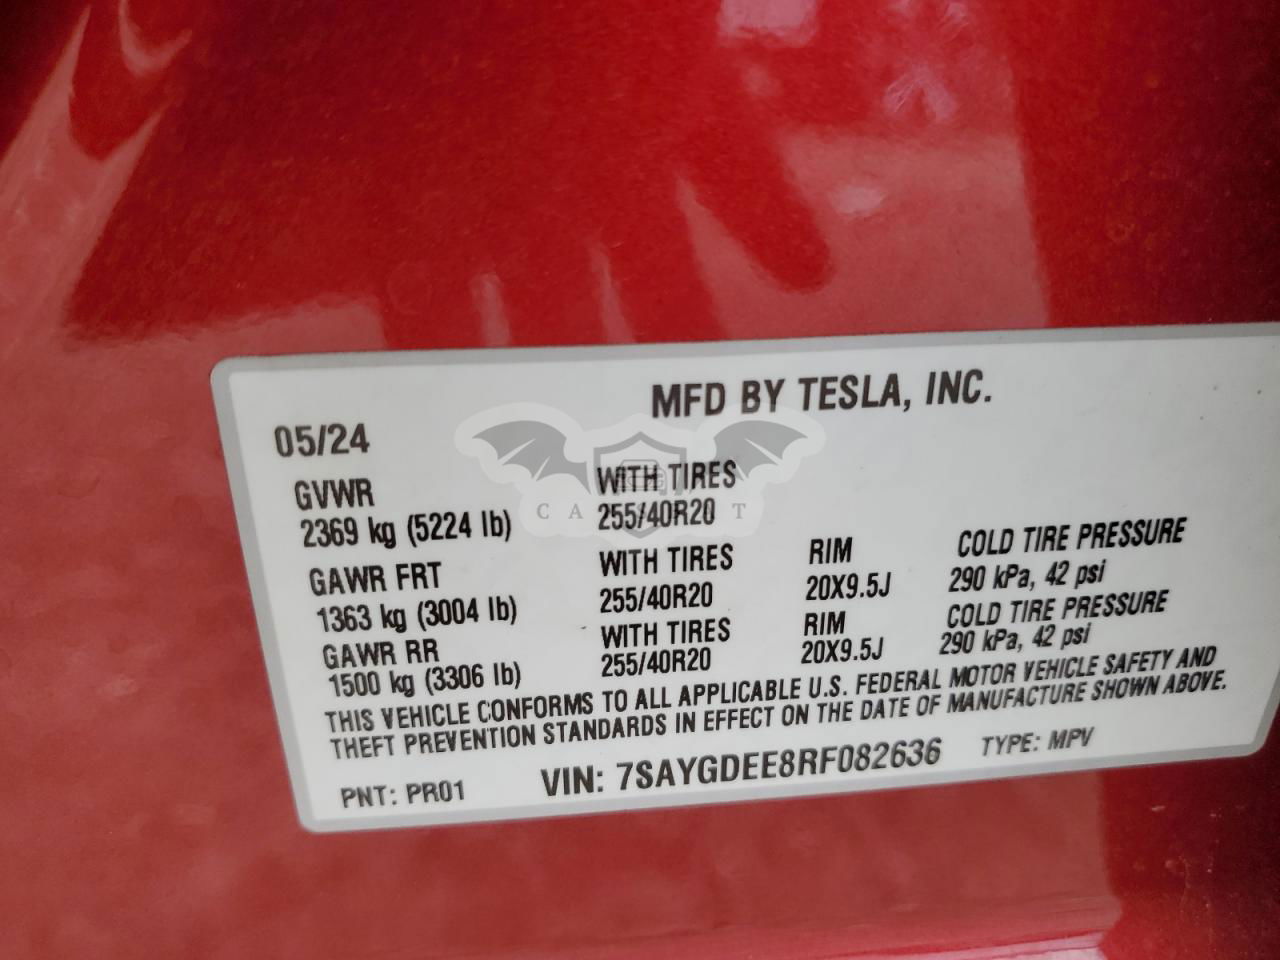 MFD BY TESLA, INC.
05/24
GVWR WITH TIRES
2369 kg (5224 lb) 255/40R20
GAWR FRT WITH TIRES RIM COLD TIRE PRESSURE
1363 kg (3004 lb) 255/40R20 20X9.5J 290 kPa, 42 psi
GAWR RR WITH TIRES RIM COLD TIRE PRESSURE
1500 kg (3306 lb) 255/40R20 20X9.5J 290 kPa, 42 psi
THIS VEHICLE CONFORMS TO ALL APPLICABLE U.S. FEDERAL MOTOR VEHICLE SAFETY AND
THEFT PREVENTION STANDARDS IN EFFECT ON THE DATE OF MANUFACTURE SHOWN ABOVE.
PNT: PR01 VIN: 7SAYGDEE8RF082636 TYPE: MPV